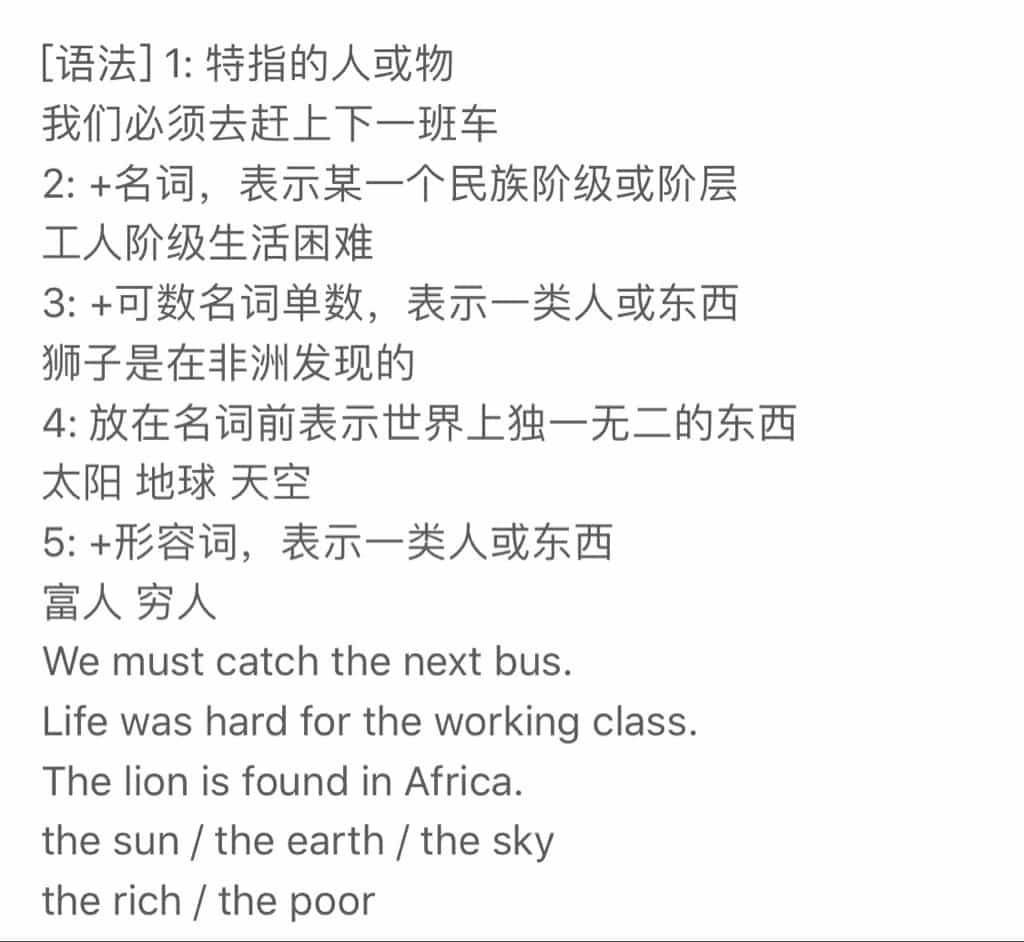 [语法] 1: 特指的人或物
我们必须去赶上下一班车
2: +名词，表示某一个民族阶级或阶层
工人阶级生活困难
3: +可数名词单数，表示一类人或东西
狮子是在非洲发现的
4: 放在名词前表示世界上独一无二的东西
太阳 地球 天空
5: +形容词，表示一类人或东西
富人 穷人
We must catch the next bus.
Life was hard for the working class.
The lion is found in Africa.
the sun / the earth / the sky
the rich / the poor